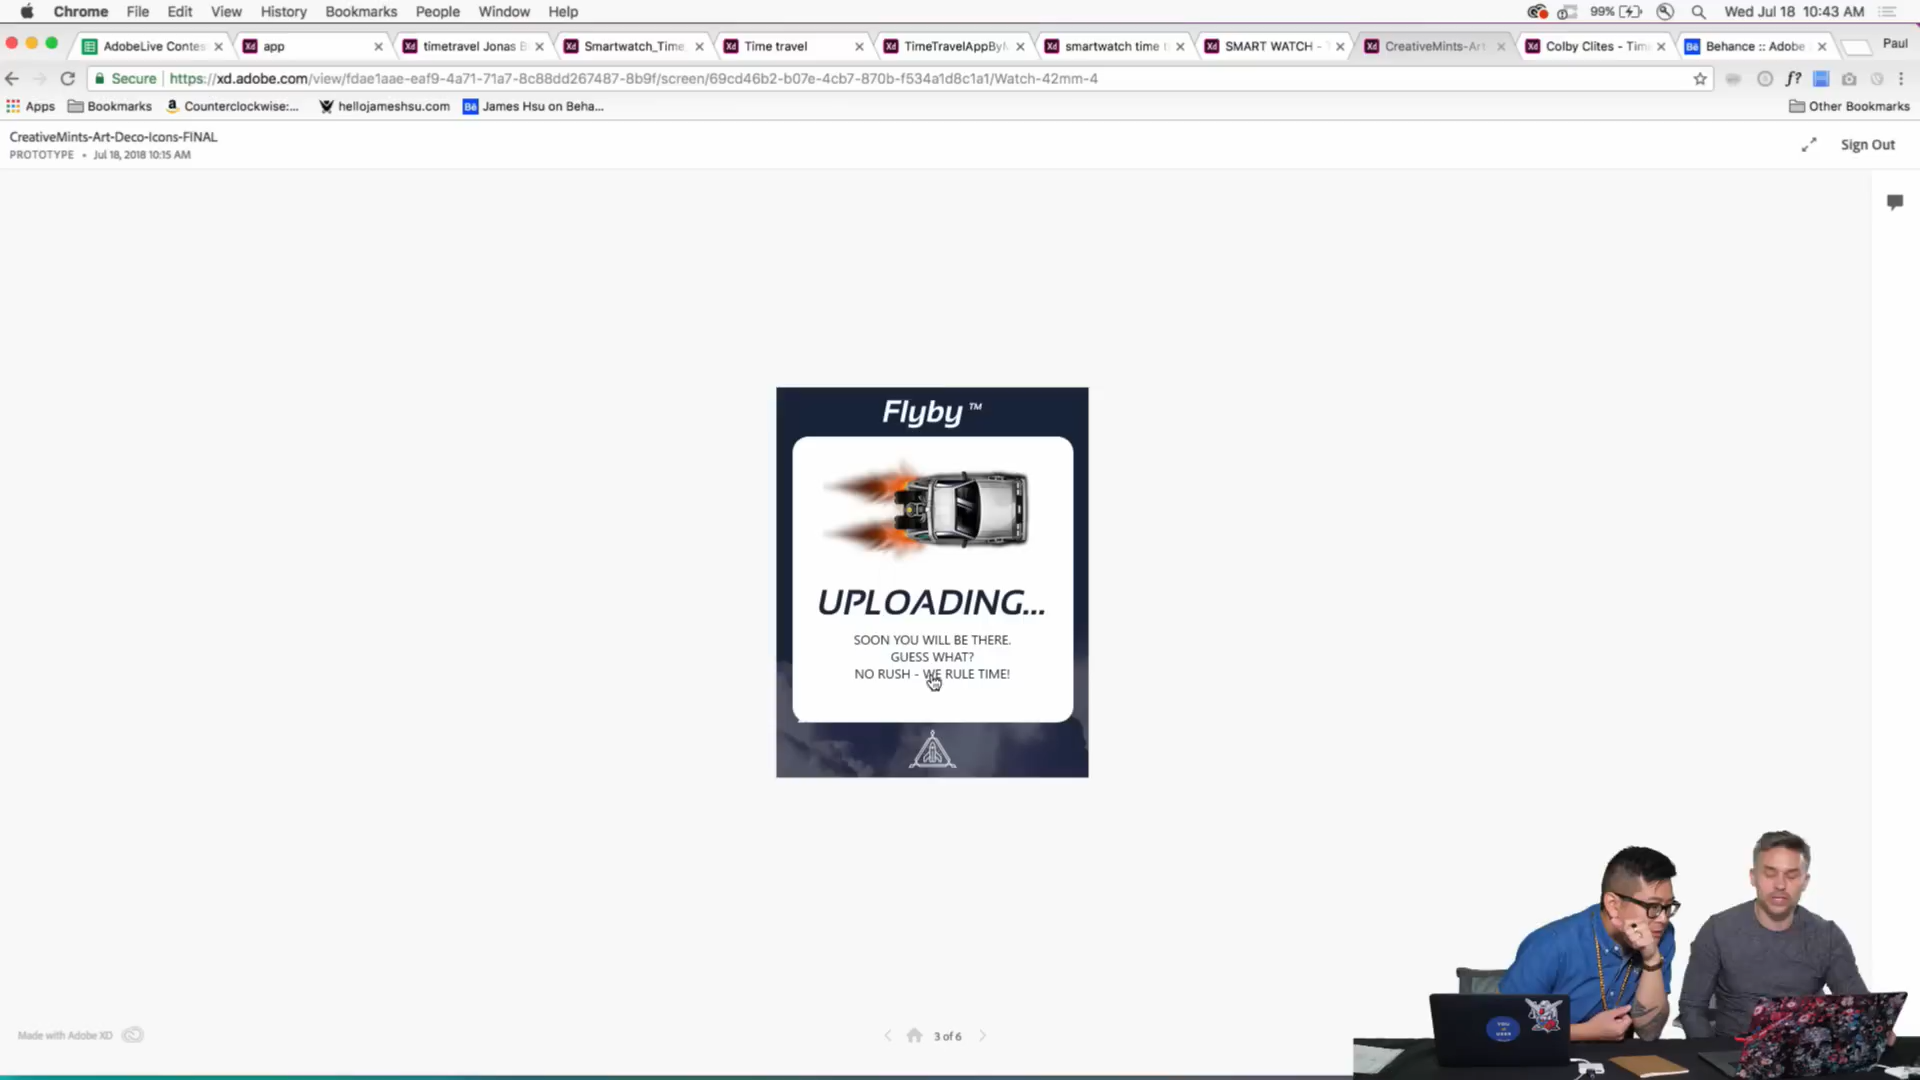 Chrome File Edit View History Bookmarks People Window Help
99% Wed Jul 18 10:43 AM
AdobeLive Contes
app
timetravel Jonas B
Smartwatch_Time
Time travel
TimeTravelAppBy
smartwatch time
SMART WATCH -
CreativeMints-Art
Colby Clites - Tim
Behance :: Adobe
Paul
Secure https://xd.adobe.com/view/fdae1aae-eaf9-4a71-71a7-8c88dd267487-8b9f/screen/69cd46b2-b07e-4cb7-870b-f534a1d8c1a1/Watch-42mm-4
Apps Bookmarks Counterclockwise:... hellojameshsu.com James Hsu on Beha... Other Bookmarks
CreativeMints-Art-Deco-Icons-FINAL
PROTOTYPE • Jul 18, 2018 10:15 AM
Sign Out
Flyby ™
UPLOADING...
SOON YOU WILL BE THERE.
GUESS WHAT?
NO RUSH - WE RULE TIME!
Made with Adobe XD
3 of 6